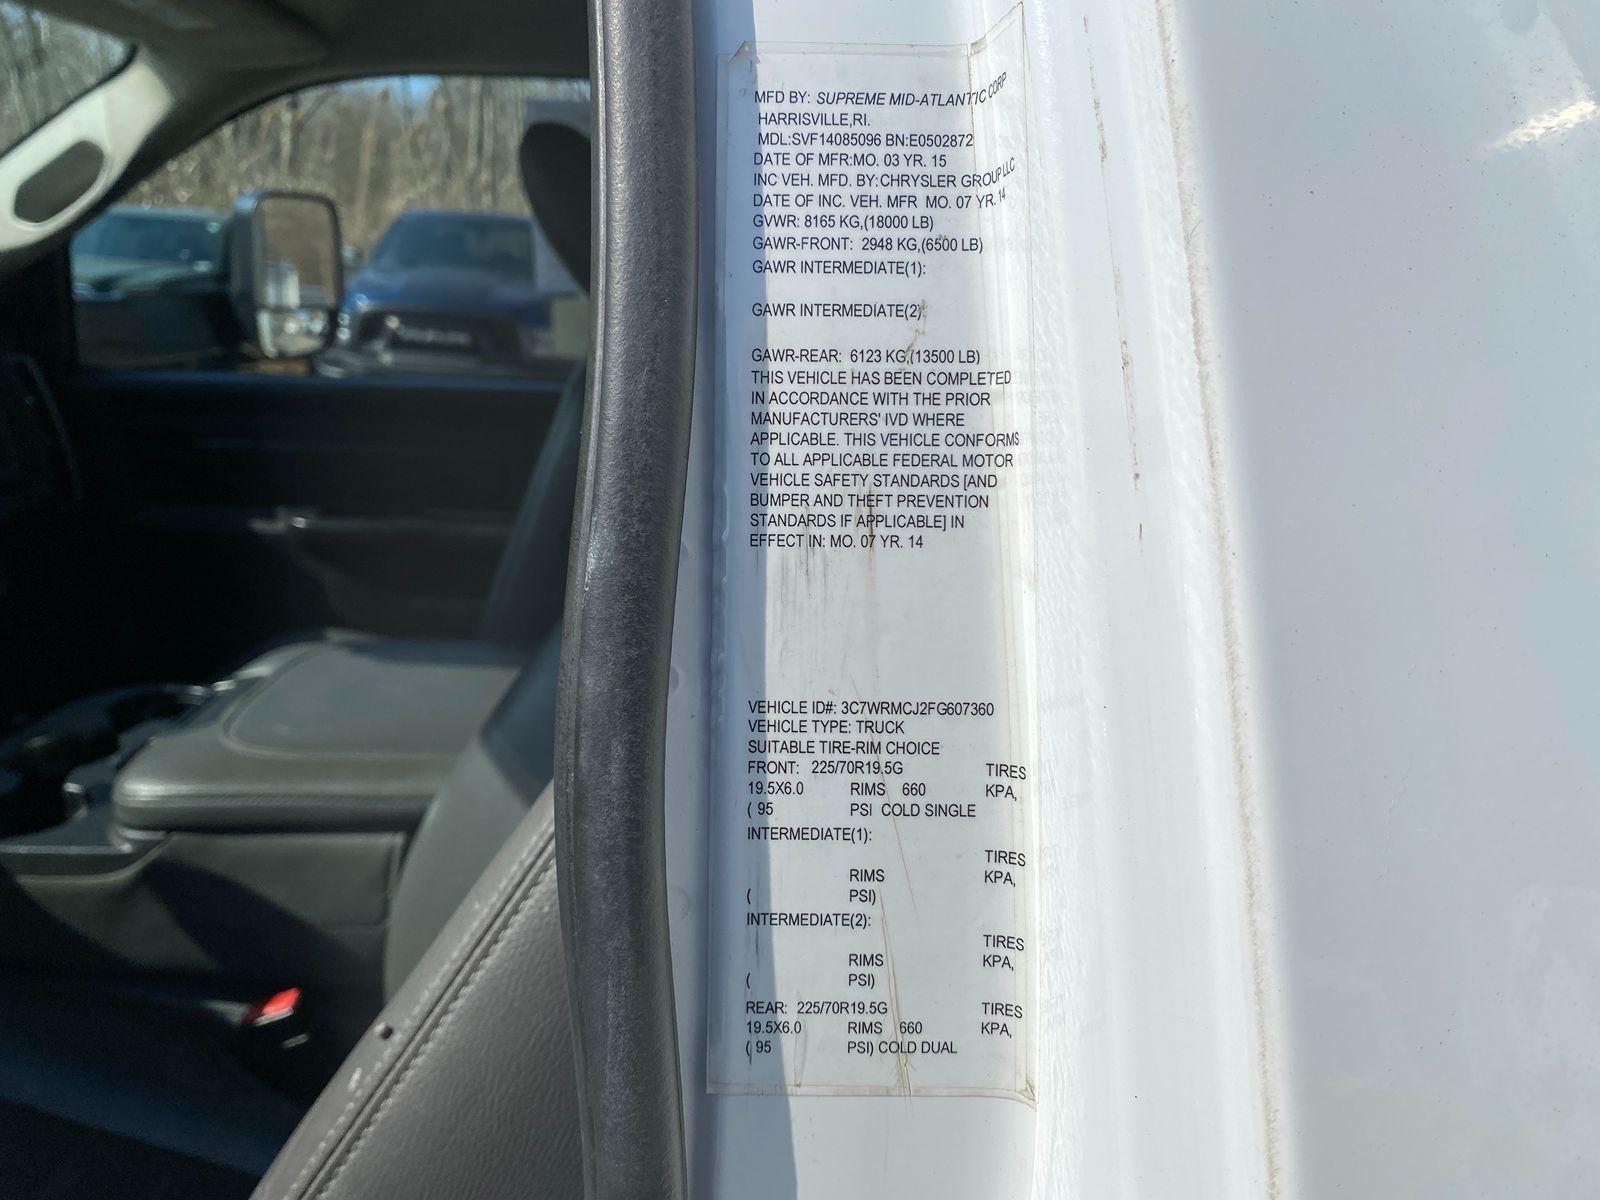 MFD BY: SUPREME MID-ATLANTIC CORP
HARRISVILLE,RI.
MDL:SVF14085096 BN:E0502872
DATE OF MFR:MO. 03 YR. 15
INC VEH. MFD. BY:CHRYSLER GROUP LLC
DATE OF INC. VEH. MFR MO. 07 YR. 14
GVWR: 8165 KG,(18000 LB)
GAWR-FRONT: 2948 KG,(6500 LB)
GAWR INTERMEDIATE(1):
GAWR INTERMEDIATE(2):
GAWR-REAR: 6123 KG,(13500 LB)
THIS VEHICLE HAS BEEN COMPLETED
IN ACCORDANCE WITH THE PRIOR
MANUFACTURERS' IVD WHERE
APPLICABLE. THIS VEHICLE CONFORMS
TO ALL APPLICABLE FEDERAL MOTOR
VEHICLE SAFETY STANDARDS [AND
BUMPER AND THEFT PREVENTION
STANDARDS IF APPLICABLE] IN
EFFECT IN: MO. 07 YR. 14
VEHICLE ID#: 3C7WRMCJ2FG607360
VEHICLE TYPE: TRUCK
SUITABLE TIRE-RIM CHOICE
FRONT: 225/70R19.5G TIRES
19.5X6.0 RIMS 660 KPA,
( 95 PSI COLD SINGLE
INTERMEDIATE(1):
TIRES
RIMS KPA,
( PSI)
INTERMEDIATE(2):
TIRES
RIMS KPA,
( PSI)
REAR: 225/70R19.5G TIRES
19.5X6.0 RIMS 660 KPA,
( 95 PSI) COLD DUAL